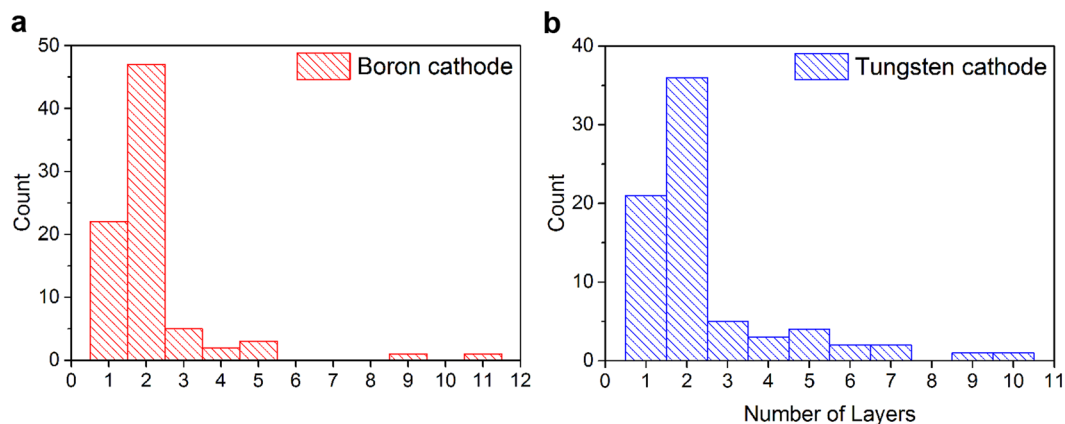 a
Boron cathode
Count
50
40
30
20
10
0
0 1 2 3 4 5 6 7 8 9 10 11 12
b
Tungsten cathode
Count
40
30
20
10
0
0 1 2 3 4 5 6 7 8 9 10 11
Number of Layers